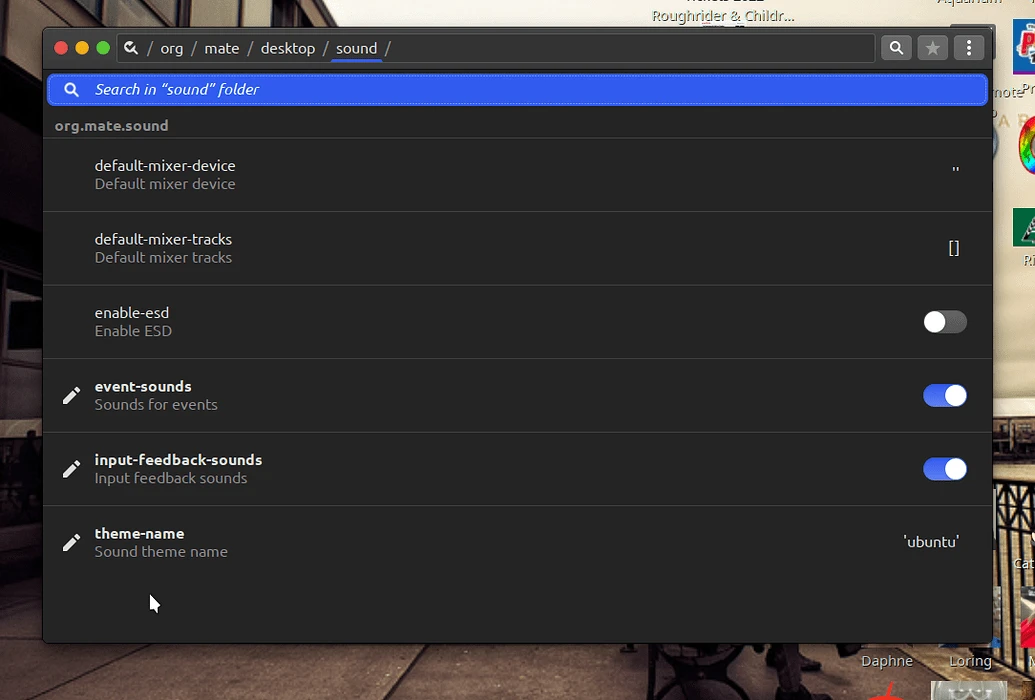 Roughrider & Childr...
/ org / mate / desktop / sound /
Search in “sound” folder
org.mate.sound
default-mixer-device
Default mixer device
''
default-mixer-tracks
Default mixer tracks
[]
enable-esd
Enable ESD
event-sounds
Sounds for events
input-feedback-sounds
Input feedback sounds
theme-name
Sound theme name
'ubuntu'
Daphne
Loring